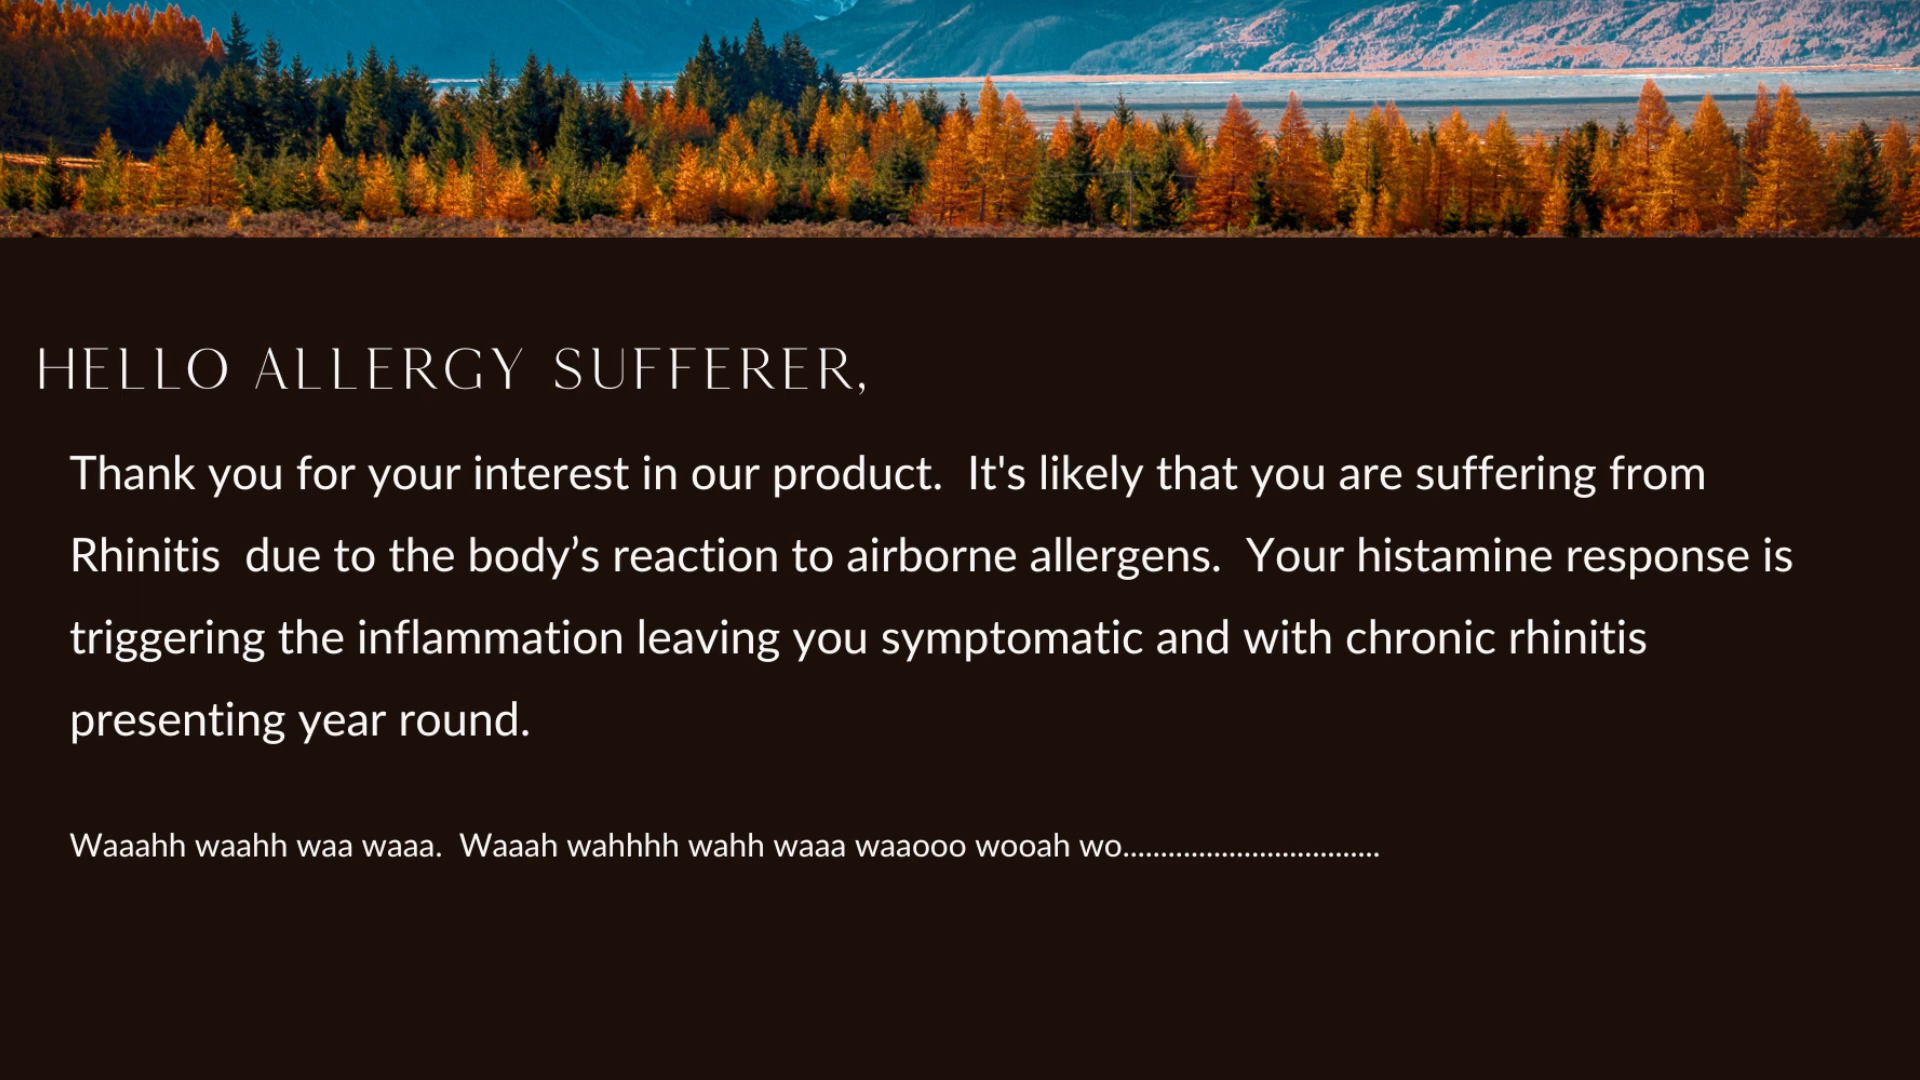 HELLO ALLERGY SUFFERER,
Thank you for your interest in our product.  It's likely that you are suffering from
Rhinitis  due to the body’s reaction to airborne allergens.  Your histamine response is
triggering the inflammation leaving you symptomatic and with chronic rhinitis
presenting year round.
Waaahh waahh waa waaa.  Waaah wahhhh wahh waaa waaooo wooah wo..................................